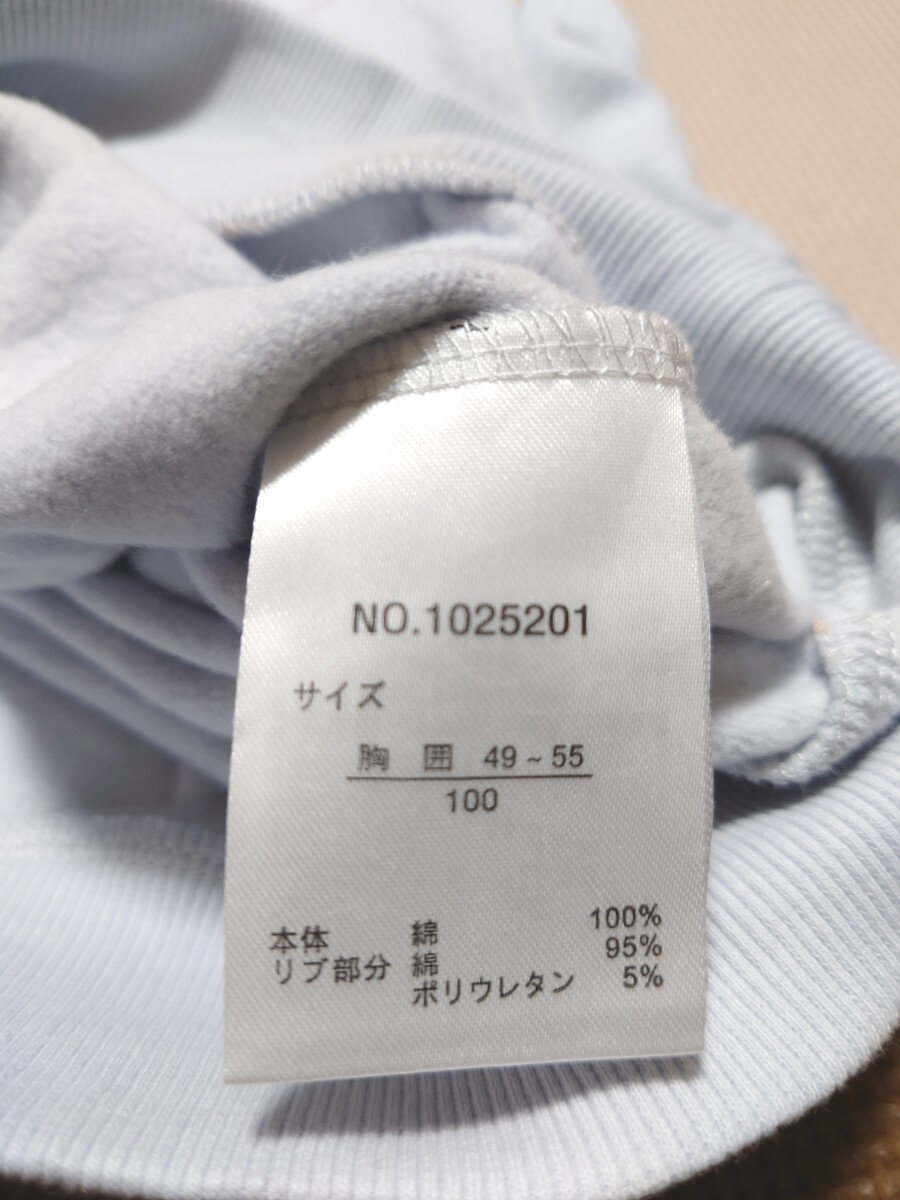 NO.1025201
サイズ
胸 囲 49~55
100
本体 綿 100%
リブ部分 綿 95%
ポリウレタン 5%